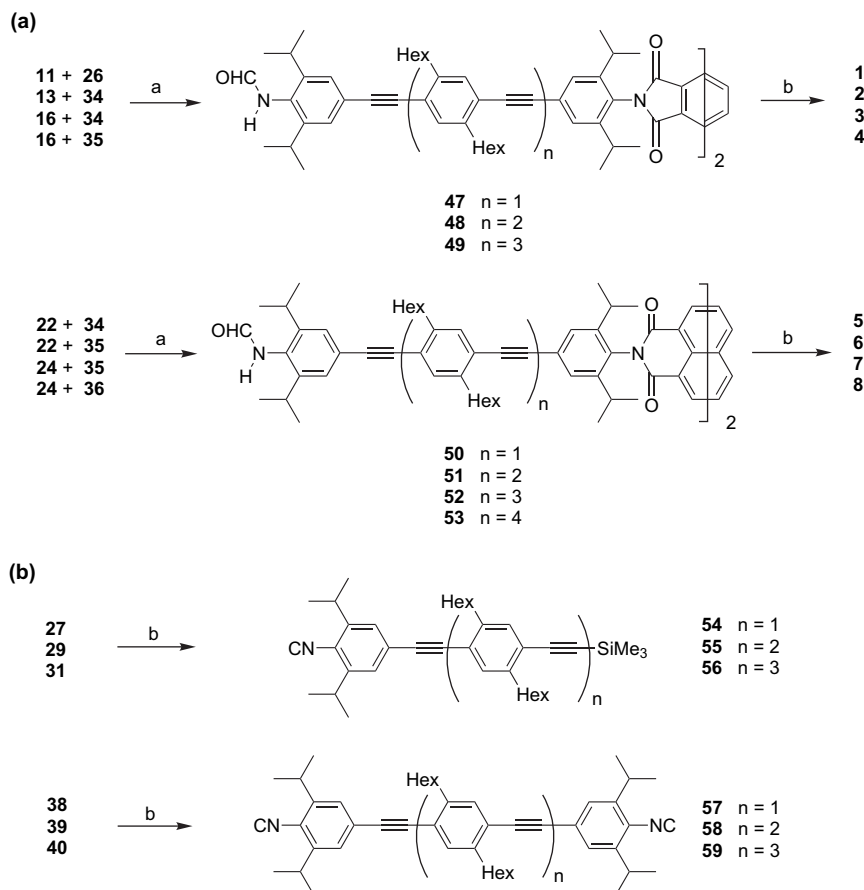 (a)
11 + 26
13 + 34
16 + 34
16 + 35
a
OHC
N
H
Hex
Hex
n
N
O
O
2
b
1
2
3
4
47 n = 1
48 n = 2
49 n = 3
22 + 34
22 + 35
24 + 35
24 + 36
a
OHC
N
H
Hex
Hex
n
N
O
O
2
b
5
6
7
8
50 n = 1
51 n = 2
52 n = 3
53 n = 4
(b)
27
29
31
b
CN
Hex
Hex
n
SiMe3
54 n = 1
55 n = 2
56 n = 3
38
39
40
b
CN
Hex
Hex
n
NC
57 n = 1
58 n = 2
59 n = 3